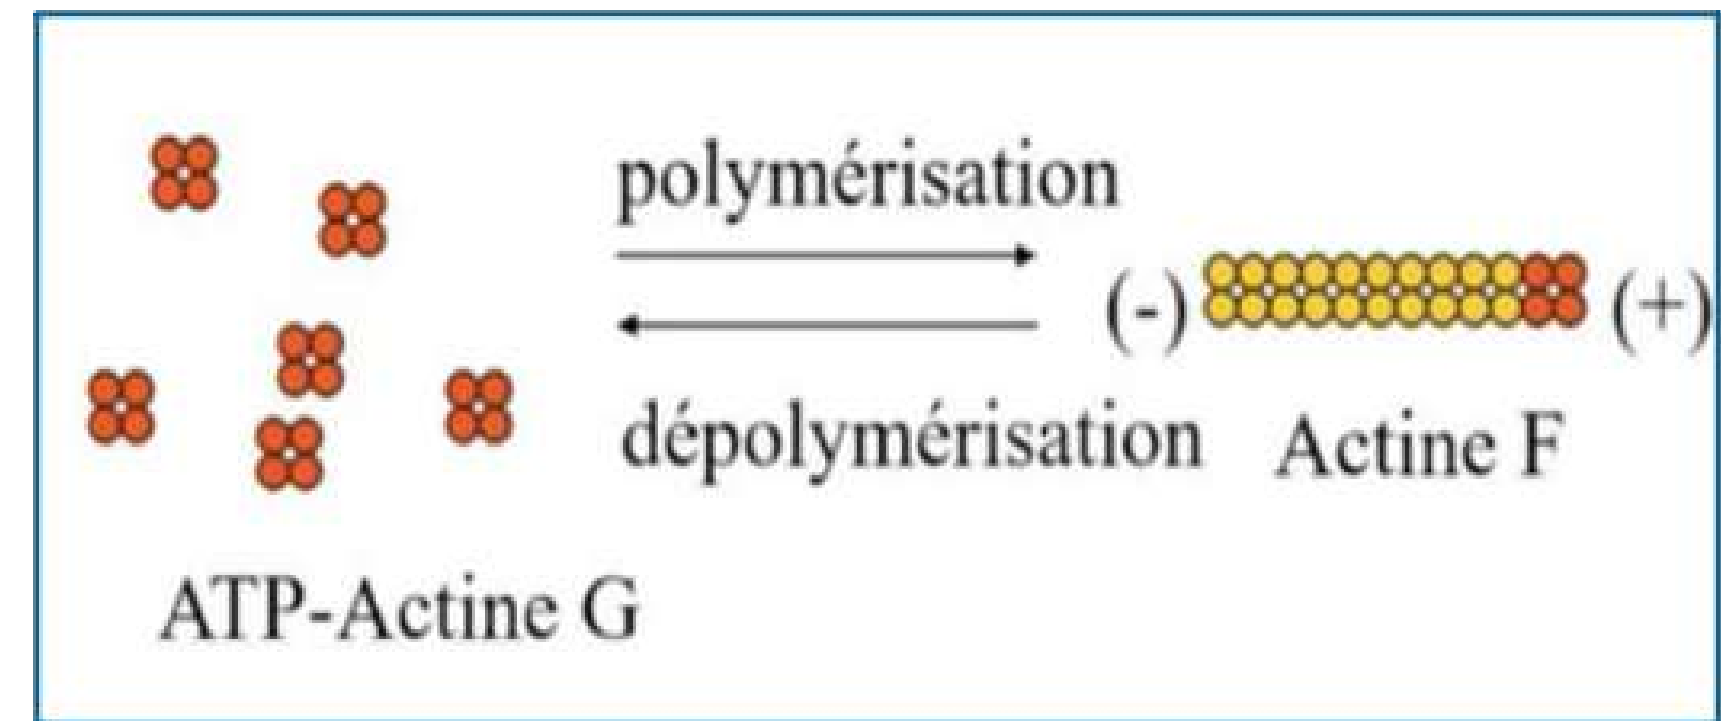 polymérisation
(-) (+)
dépolymérisation
Actine F
ATP-Actine G